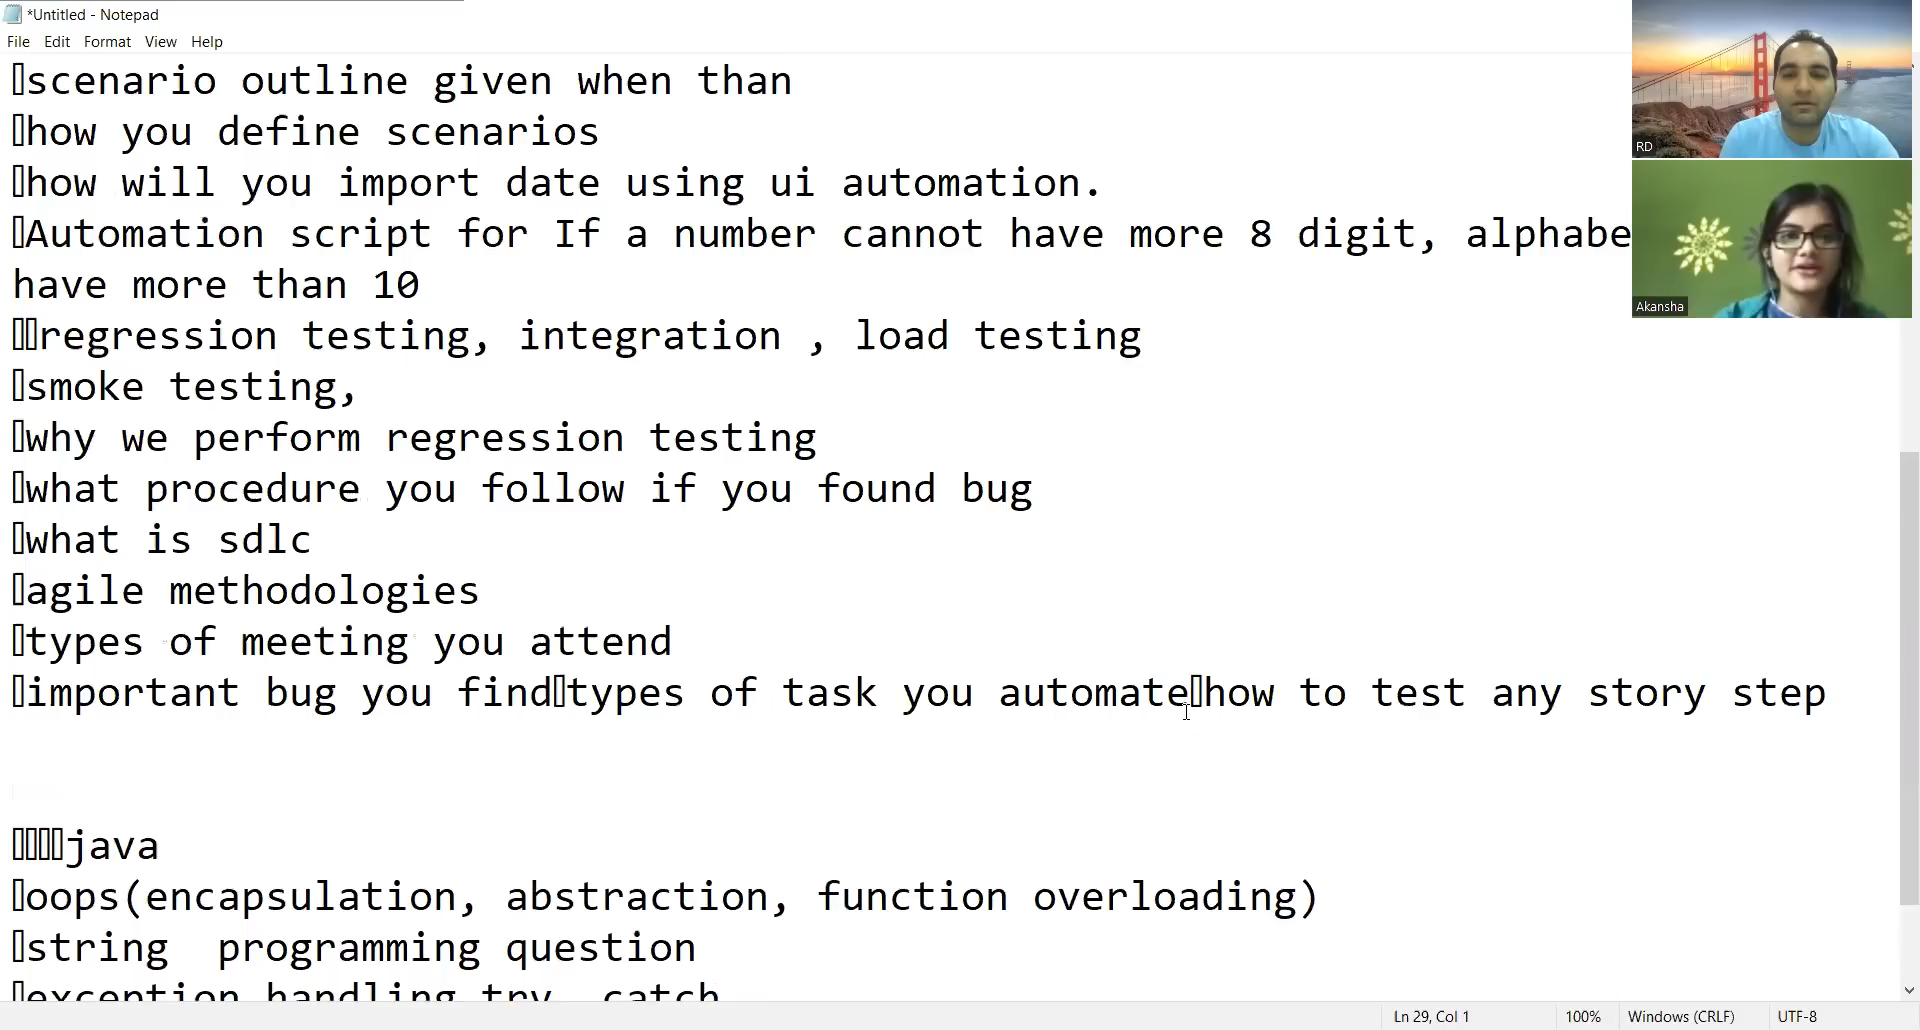 *Untitled - Notepad
File Edit Format View Help
scenario outline given when than
how you define scenarios
how will you import date using ui automation.
Automation script for If a number cannot have more 8 digit, alphabe
have more than 10
regression testing, integration , load testing
smoke testing,
why we perform regression testing
what procedure you follow if you found bug
what is sdlc
agile methodologies
types of meeting you attend
important bug you find▯types of task you automate▯how to test any story step
java
oops(encapsulation, abstraction, function overloading)
string  programming question
exception handling try  catch
RD
Akansha
Ln 29, Col 1 100% Windows (CRLF) UTF-8